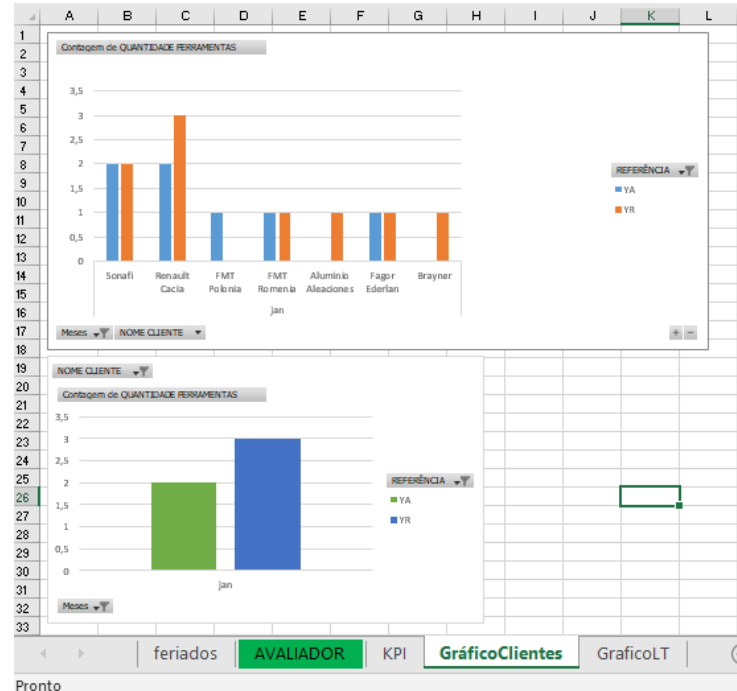 A B C D E F G H I J K L
1
2
3
4
5
6
7
8
9
10
11
12
13
14
15
16
17
18
19
20
21
22
23
24
25
26
27
28
29
30
31
32
33
Contagem de QUANTIDADE FERRAMENTAS
3,5
3
2,5
2
1,5
1
0,5
0
Sonafi Renault FMT FMT Aluminio Fagor Brayner
Cacia Polonia Romenia Aleaciones Ederlan
jan
REFERÊNCIA
YA
YR
Meses NOME CLIENTE + -
NOME CLIENTE
Contagem de QUANTIDADE FERRAMENTAS
3,5
3
2,5
2
1,5
1
0,5
0
jan
REFERÊNCIA
YA
YR
Meses
feriados AVALIADOR KPI GráficoClientes GraficoLT
Pronto